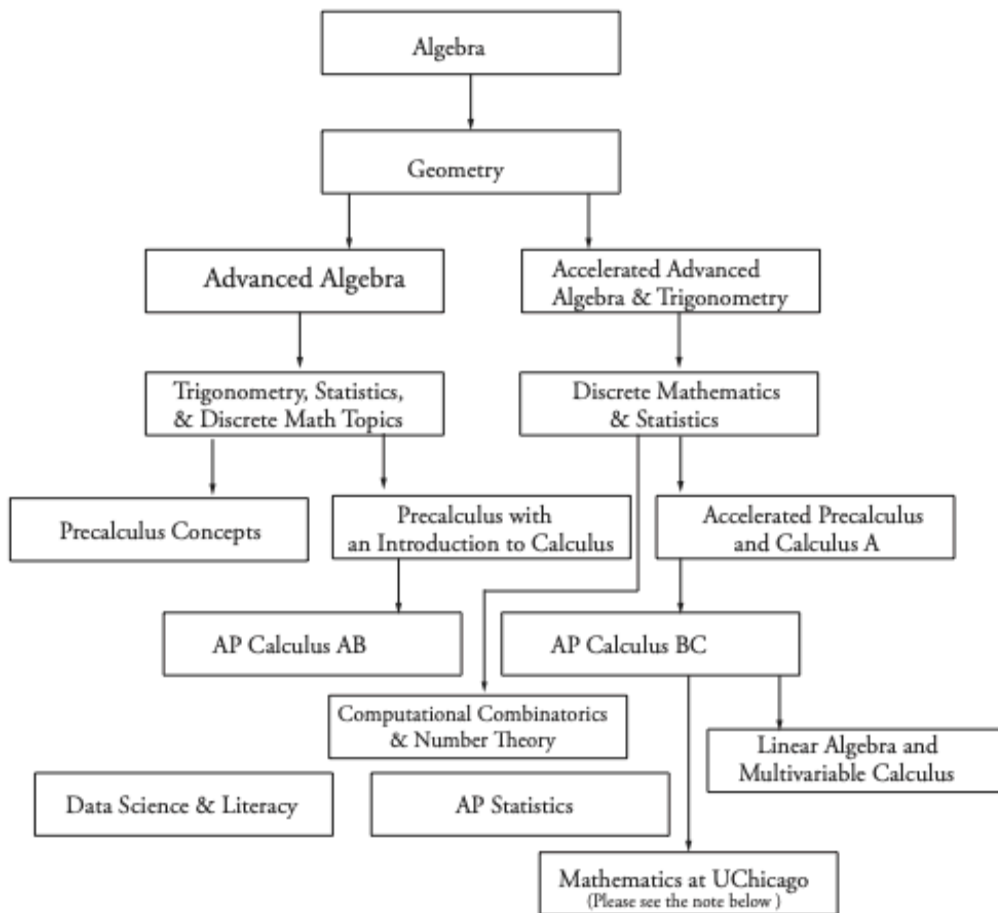 Algebra
Geometry
Advanced Algebra
Accelerated Advanced
Algebra & Trigonometry
Trigonometry, Statistics,
& Discrete Math Topics
Discrete Mathematics
& Statistics
Precalculus Concepts
Precalculus with
an Introduction to Calculus
Accelerated Precalculus
and Calculus A
AP Calculus AB
AP Calculus BC
Computational Combinatorics
& Number Theory
Linear Algebra and
Multivariable Calculus
Data Science & Literacy
AP Statistics
Mathematics at UChicago
(Please see the note below )